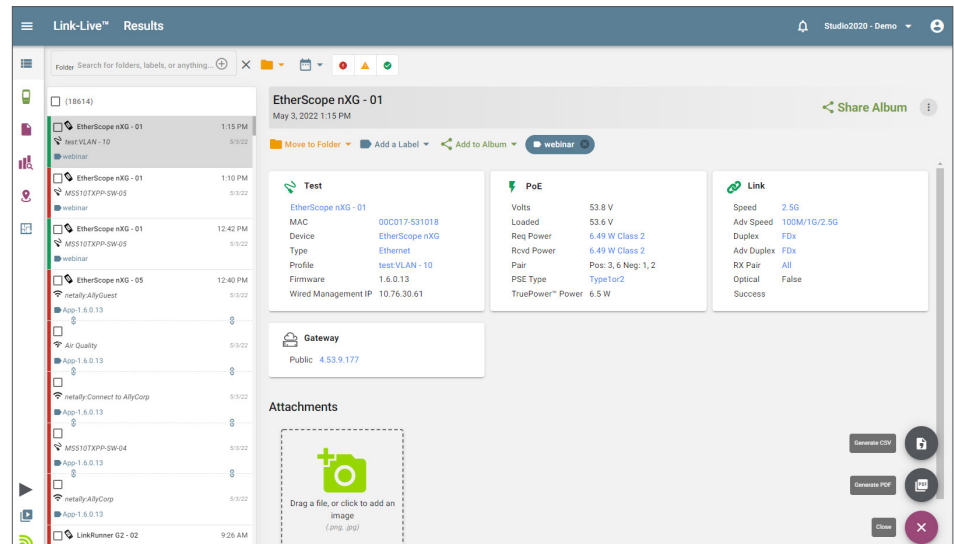 Link-Live™ Results
Studio2020 - Demo
Folder Search for folders, labels, or anything...
(18614)
EtherScope nXG - 01 1:15 PM
test:VLAN - 10 5/3/22
webinar
EtherScope nXG - 01 1:10 PM
MS510TXPP-SW-05 5/3/22
webinar
EtherScope nXG - 01 12:42 PM
MS510TXPP-SW-05 5/3/22
webinar
EtherScope nXG - 05 12:40 PM
netally:AllyGuest 5/3/22
App-1.6.0.13
Air Quality 5/3/22
App-1.6.0.13
netally:Connect to AllyCorp 5/3/22
App-1.6.0.13
MS510TXPP-SW-04 5/3/22
App-1.6.0.13
netally:AllyCorp 5/3/22
App-1.6.0.13
LinkRunner G2 - 02 9:26 AM
EtherScope nXG - 01
May 3, 2022 1:15 PM
Share Album
Move to Folder Add a Label Add to Album webinar
Test
EtherScope nXG - 01
MAC 00C017-531018
Device EtherScope nXG
Type Ethernet
Profile test:VLAN - 10
Firmware 1.6.0.13
Wired Management IP 10.76.30.61
PoE
Volts 53.8 V
Loaded 53.6 V
Req Power 6.49 W Class 2
Rcvd Power 6.49 W Class 2
Pair Pos: 3, 6 Neg: 1, 2
PSE Type Type1or2
TruePower™ Power 6.5 W
Link
Speed 2.5G
Adv Speed 100M/1G/2.5G
Duplex FDx
Adv Duplex FDx
RX Pair All
Optical False
Success
Gateway
Public 4.53.9.177
Attachments
Drag a file, or click to add an
image
(.png, .jpg)
Generate CSV
Generate PDF
PDF
Close